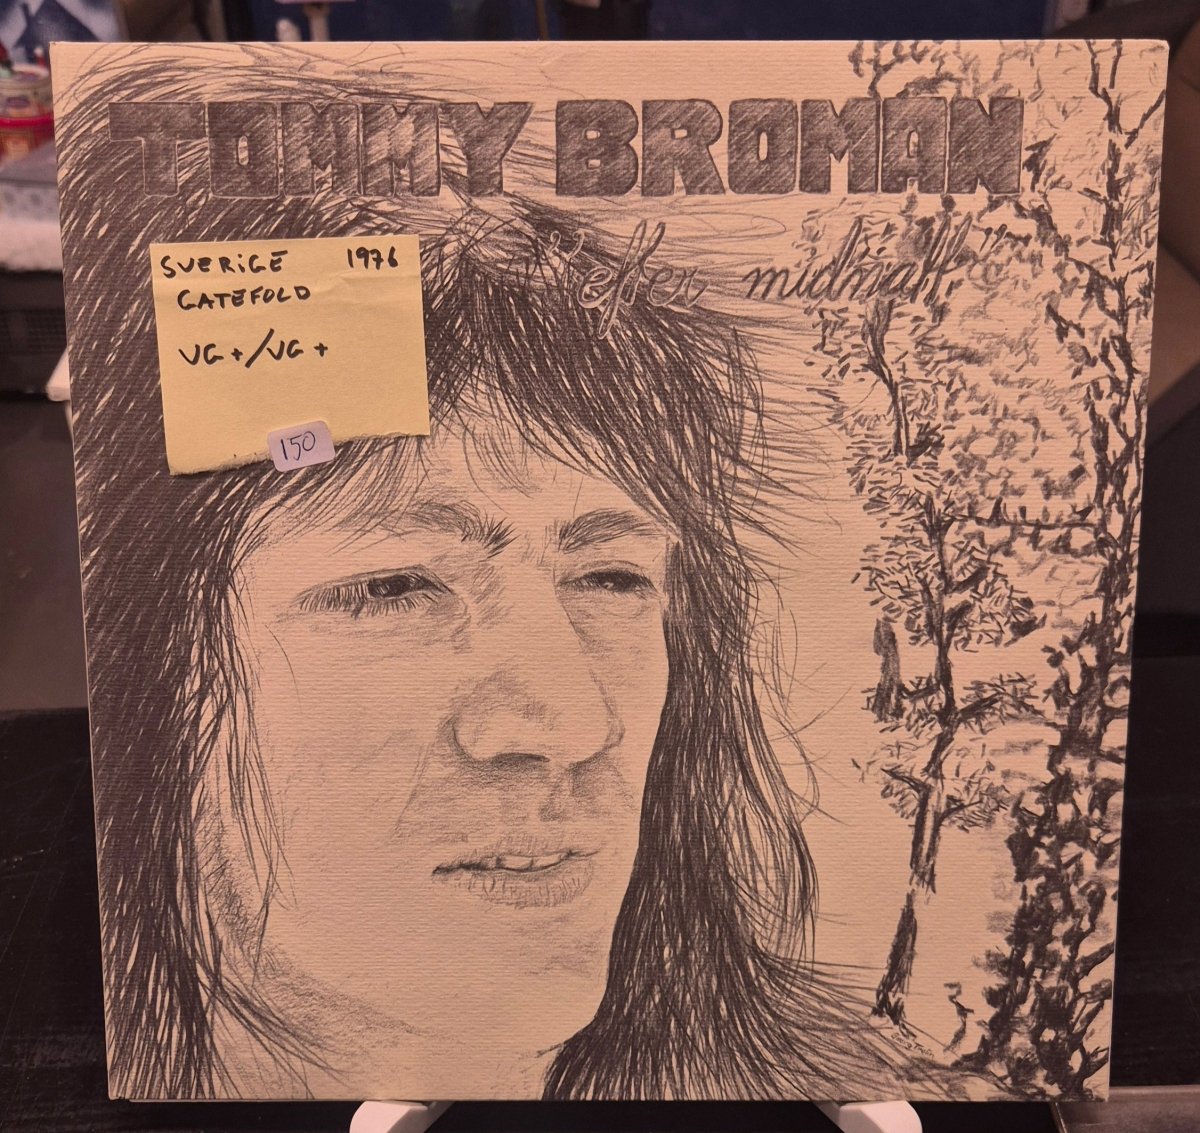 TOMMY BROMAN
"efter midnatt"
SVERIGE 1976
GATEFOLD
VG+/VG+
150